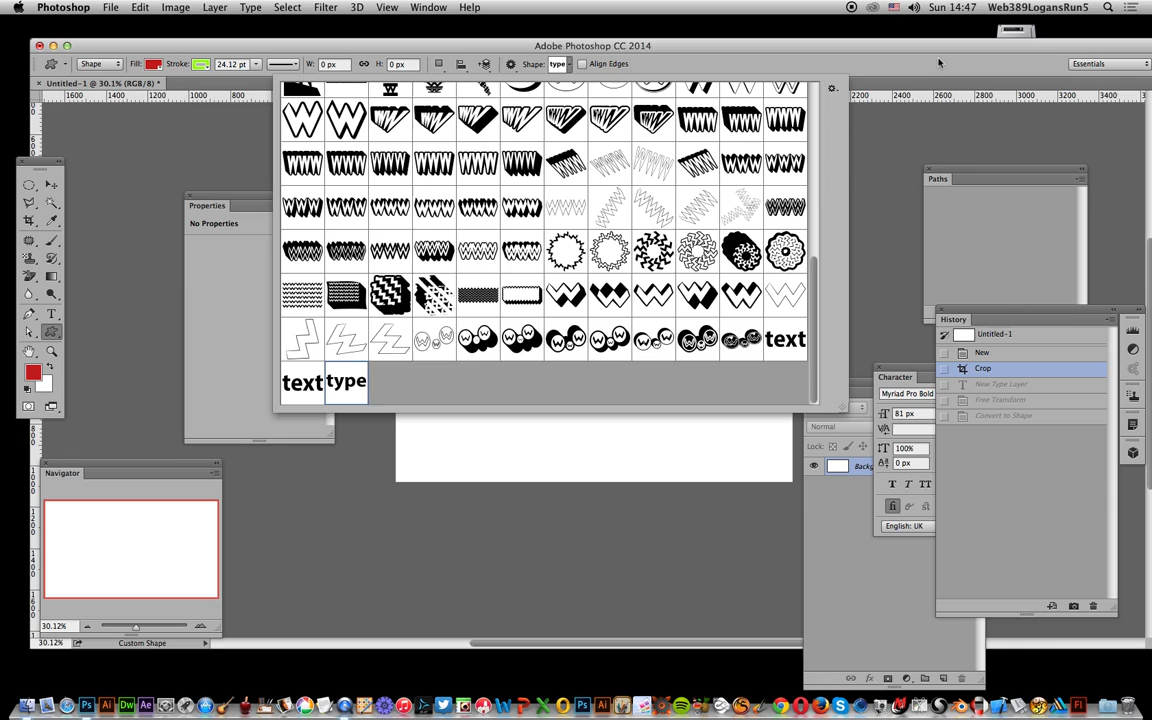 Photoshop File Edit Image Layer Type Select Filter 3D View Window Help Sun 14:47 Web389LogansRun5
Adobe Photoshop CC 2014
Shape Fill: Stroke: 24.12 pt W: 0 px H: 0 px Shape: type Align Edges Essentials
Untitled-1 @ 30.1% (RGB/8) *
1600 1400 1200 1000 800 2200 2400 2600 2800 3000 3200 3400
Paths
Properties
No Properties
History
Untitled-1
New
Crop
New Type Layer
Free Transform
Convert to Shape
text
text type
Character
Myriad Pro Bold
81 px
100%
0 px
T T TT
fi
English: UK
Normal
Lock:
Navigator
30.12%
30.12% Custom Shape